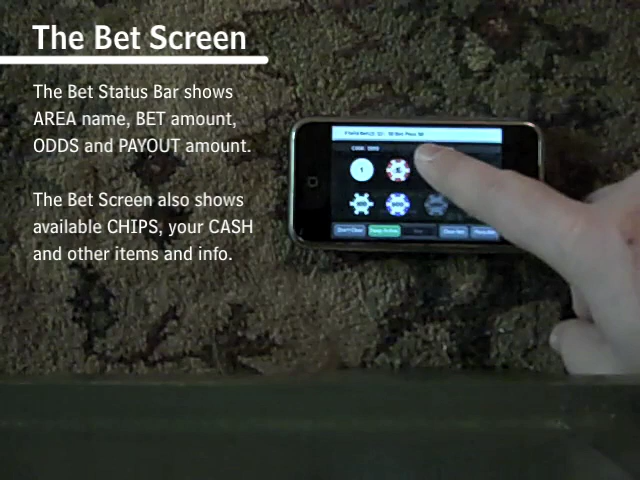 The Bet Screen
The Bet Status Bar shows
AREA name, BET amount,
ODDS and PAYOUT amount.
The Bet Screen also shows
available CHIPS, your CASH
and other items and info.
1